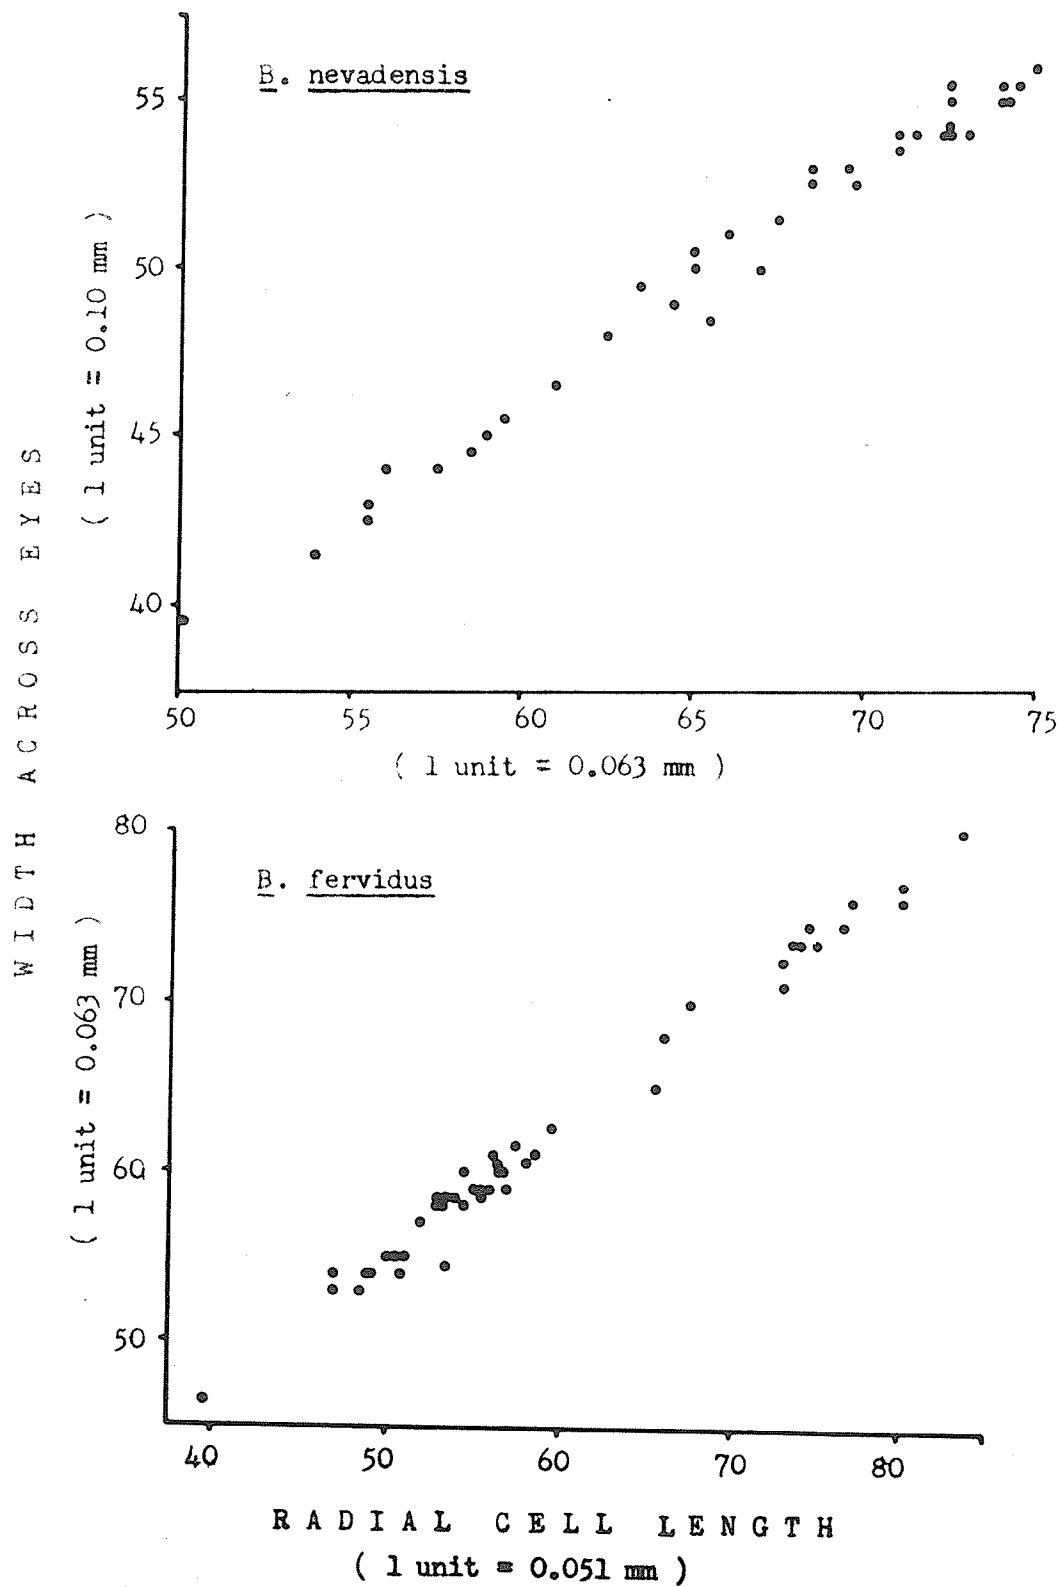 B. nevadensis
55
50
45
40
50 55 60 65 70 75
( 1 unit = 0.063 mm )
( 1 unit = 0.10 mm )
WIDTH ACROSS EYES
80
B. fervidus
70
60
50
( 1 unit = 0.063 mm )
40 50 60 70 80
RADIAL CELL LENGTH
( 1 unit = 0.051 mm )